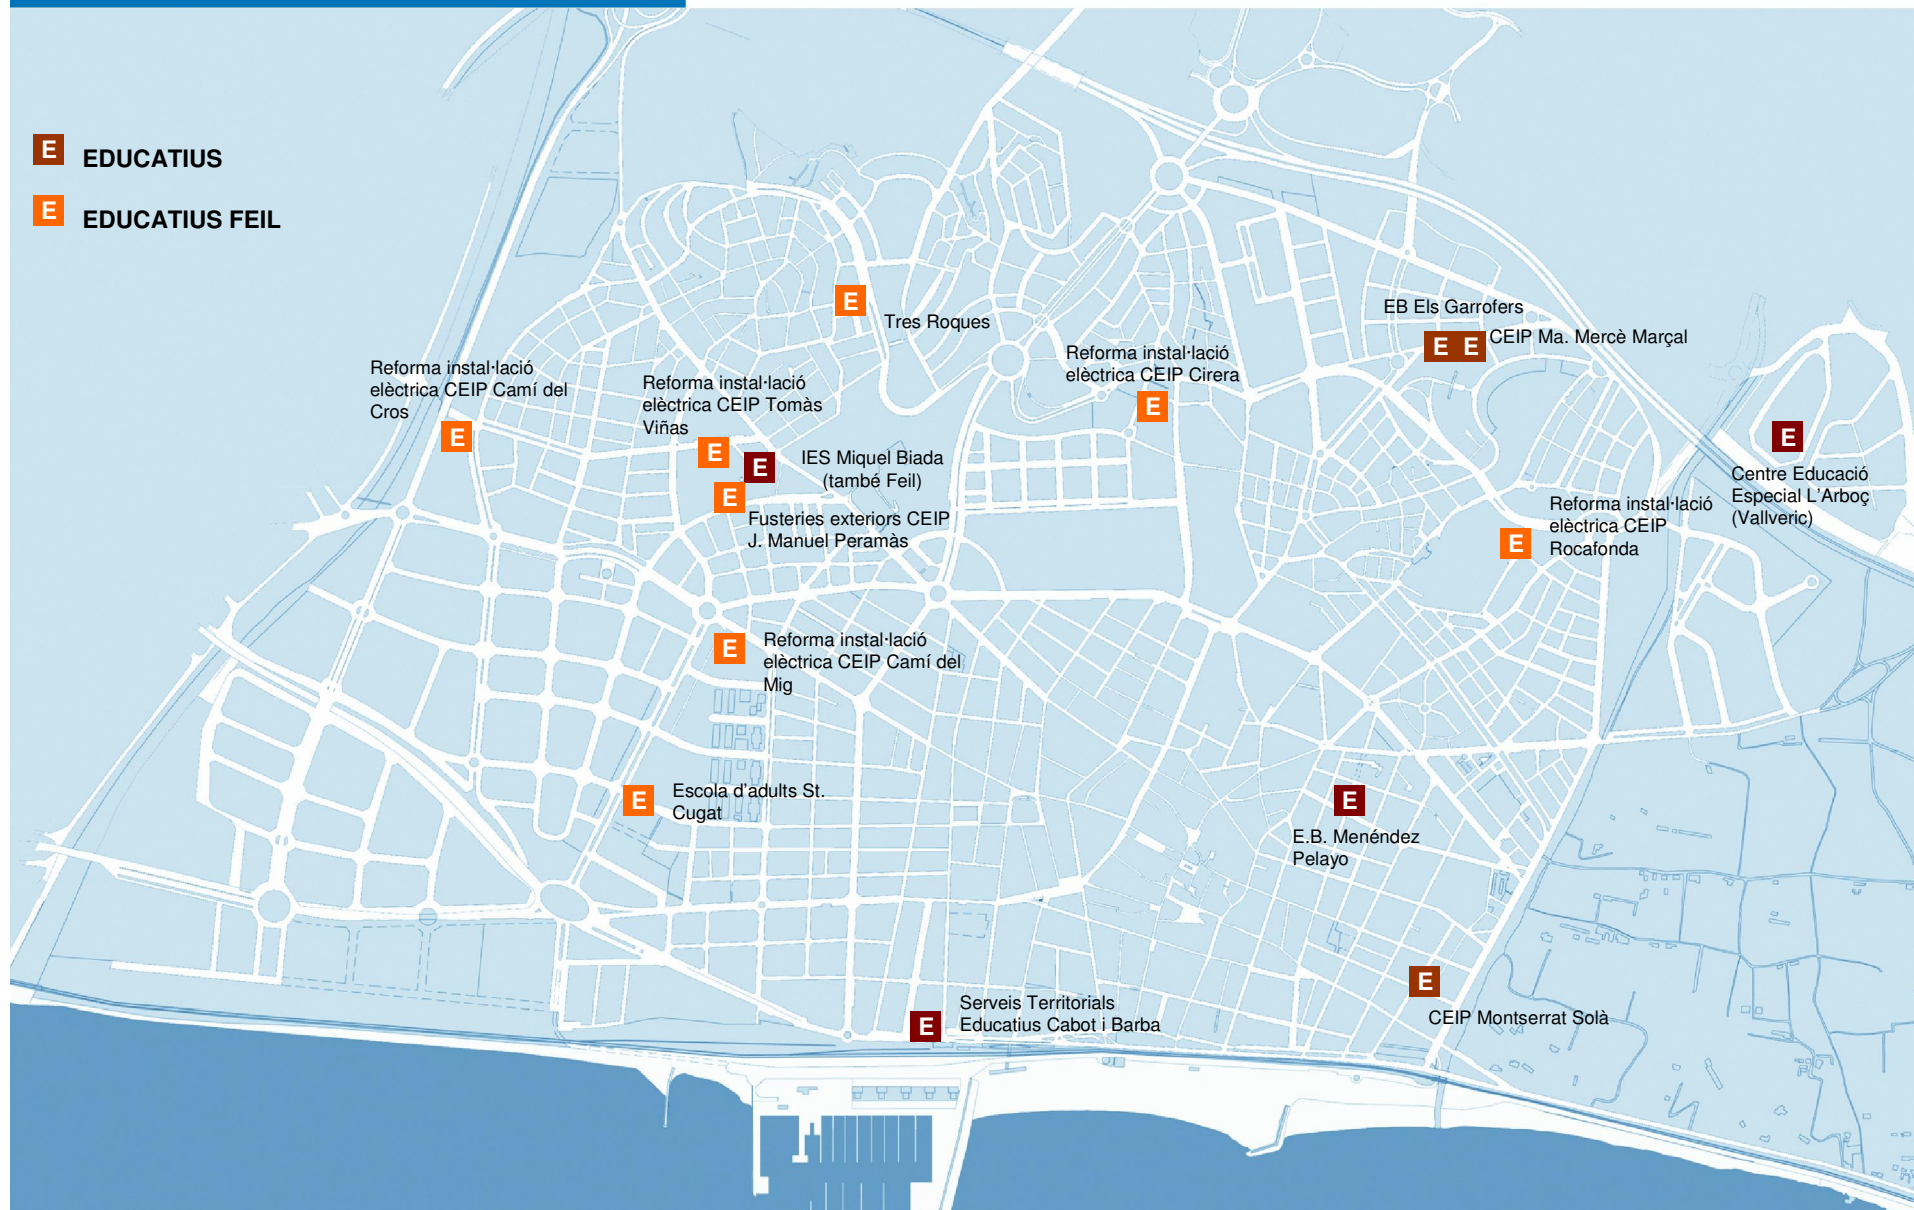 E EDUCATIUS
E EDUCATIUS FEIL
E
Tres Roques
EB Els Garrofers
E E CEIP Ma. Mercè Marçal
Reforma instal·lació
elèctrica CEIP Camí del
Cros
E
Reforma instal·lació
elèctrica CEIP Tomàs
Viñas
E
Reforma instal·lació
elèctrica CEIP Cirera
E
E
IES Miquel Biada
(també Feil)
E
Fusteries exteriors CEIP
J. Manuel Peramàs
E
Centre Educació
Especial L'Arboç
(Vallveric)
Reforma instal·lació
elèctrica CEIP
Rocafonda
E
E
Reforma instal·lació
elèctrica CEIP Camí del
Mig
E
Escola d'adults St.
Cugat
E
E.B. Menéndez
Pelayo
E
CEIP Montserrat Solà
E
Serveis Territorials
Educatius Cabot i Barba